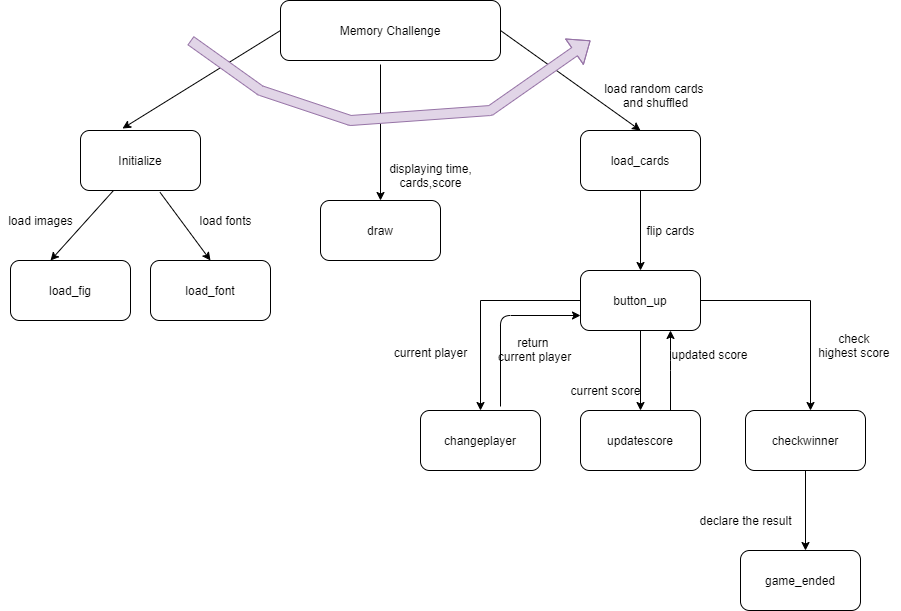 Memory Challenge
load random cards
and shuffled
Initialize
load_cards
displaying time,
cards,score
load images
load fonts
draw
flip cards
load_fig
load_font
button_up
current player
return
current player
updated score
check
highest score
current score
changeplayer
updatescore
checkwinner
declare the result
game_ended